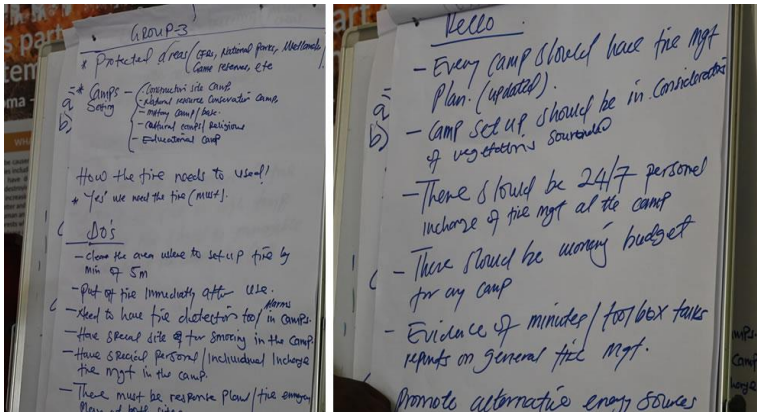 GROUP-3
* Protected areas (CFRs, National parks, Wetlands/
Game reserves, etc
* Camps - Construction site camp
Setting - Natural resource Conservation camp
- military camp/base.
- Cultural camps/Religious
- Educational camp
How the fire needs to used!
* 'Yes' we need the fire (must).
DO's
- Clear the area where to set-up fire by
min of 5m
- Put off fire immediately after use.
- Need to have fire detectors tool/Alarms in camps.
- Have special site for smoking in the camp.
- Have special persons/Individual Incharge
fire mgt in the camp.
- There must be response plan/fire emergency
Hello
- Every camp should have fire mgt
Plan. (updated).
- Camp set up should be in consideration
of vegetations
- There should be 24/7 personel
incharge of fire mgt at the camp
- There should be budget
for any camp
- Evidence of minutes/toolbox talks
reports on general fire mgt.
Promote alternative energy sources